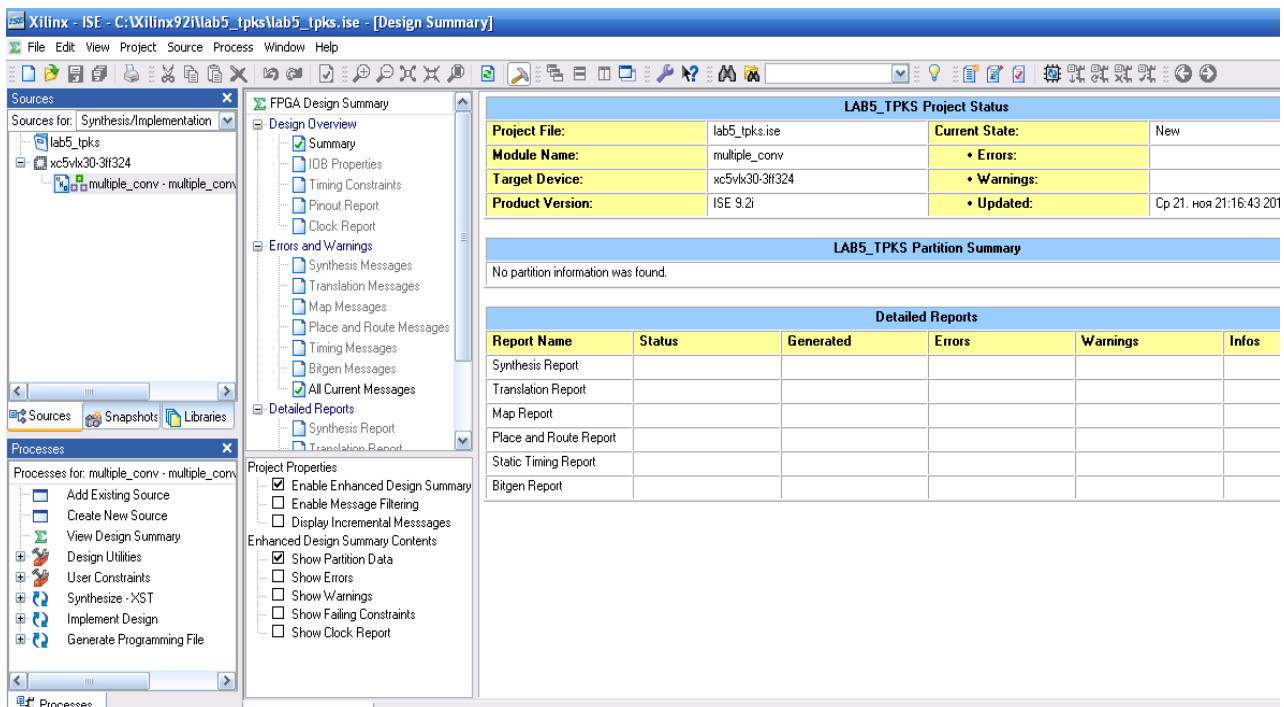 Xilinx - ISE - C:\Xilinx92i\lab5_tpks\lab5_tpks.ise - [Design Summary]
File Edit View Project Source Process Window Help
Sources
Sources for: Synthesis/Implementation
lab5_tpks
xc5vlx30-3ff324
multiple_conv - multiple_conv
Sources Snapshots Libraries
Processes
Processes for: multiple_conv - multiple_conv
Add Existing Source
Create New Source
View Design Summary
Design Utilities
User Constraints
Synthesize - XST
Implement Design
Generate Programming File
Processes
FPGA Design Summary
Design Overview
Summary
IOB Properties
Timing Constraints
Pinout Report
Clock Report
Errors and Warnings
Synthesis Messages
Translation Messages
Map Messages
Place and Route Messages
Timing Messages
Bitgen Messages
All Current Messages
Detailed Reports
Synthesis Report
Translation Report
Project Properties
Enable Enhanced Design Summary
Enable Message Filtering
Display Incremental Messsages
Enhanced Design Summary Contents
Show Partition Data
Show Errors
Show Warnings
Show Failing Constraints
Show Clock Report
LAB5_TPKS Project Status
Project File: lab5_tpks.ise Current State: New
Module Name: multiple_conv • Errors:
Target Device: xc5vlx30-3ff324 • Warnings:
Product Version: ISE 9.2i • Updated: Ср 21. ноя 21:16:43 201
LAB5_TPKS Partition Summary
No partition information was found.
Detailed Reports
Report Name Status Generated Errors Warnings Infos
Synthesis Report
Translation Report
Map Report
Place and Route Report
Static Timing Report
Bitgen Report